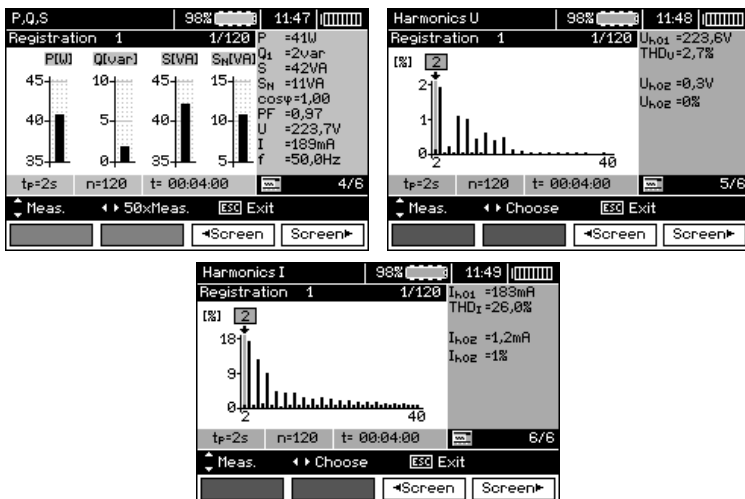 P,Q,S 98% 11:47
Registration 1 1/120
P[W] Q[var] S[VA] SN[VA]
45 10 45 15
40 5 40 10
35 0 35 5
P =41W
Q1 =2var
S =42VA
SN =11VA
cosφ=1,00
PF =0,97
U =223,7V
I =189mA
f =50,0Hz
tP=2s n=120 t= 00:04:00 4/6
Meas. 50xMeas. ESC Exit
◄Screen Screen►
Harmonics U 98% 11:48
Registration 1 1/120
[%] 2
2
1
0
2 40
Uh01 =223,6V
THDU=2,7%
Uh02 =0,3V
Uh02 =0%
tP=2s n=120 t= 00:04:00 5/6
Meas. Choose ESC Exit
◄Screen Screen►
Harmonics I 98% 11:49
Registration 1 1/120
[%] 2
18
9
0
2 40
Ih01 =183mA
THDI=26,0%
Ih02 =1,2mA
Ih02 =1%
tP=2s n=120 t= 00:04:00 6/6
Meas. Choose ESC Exit
◄Screen Screen►